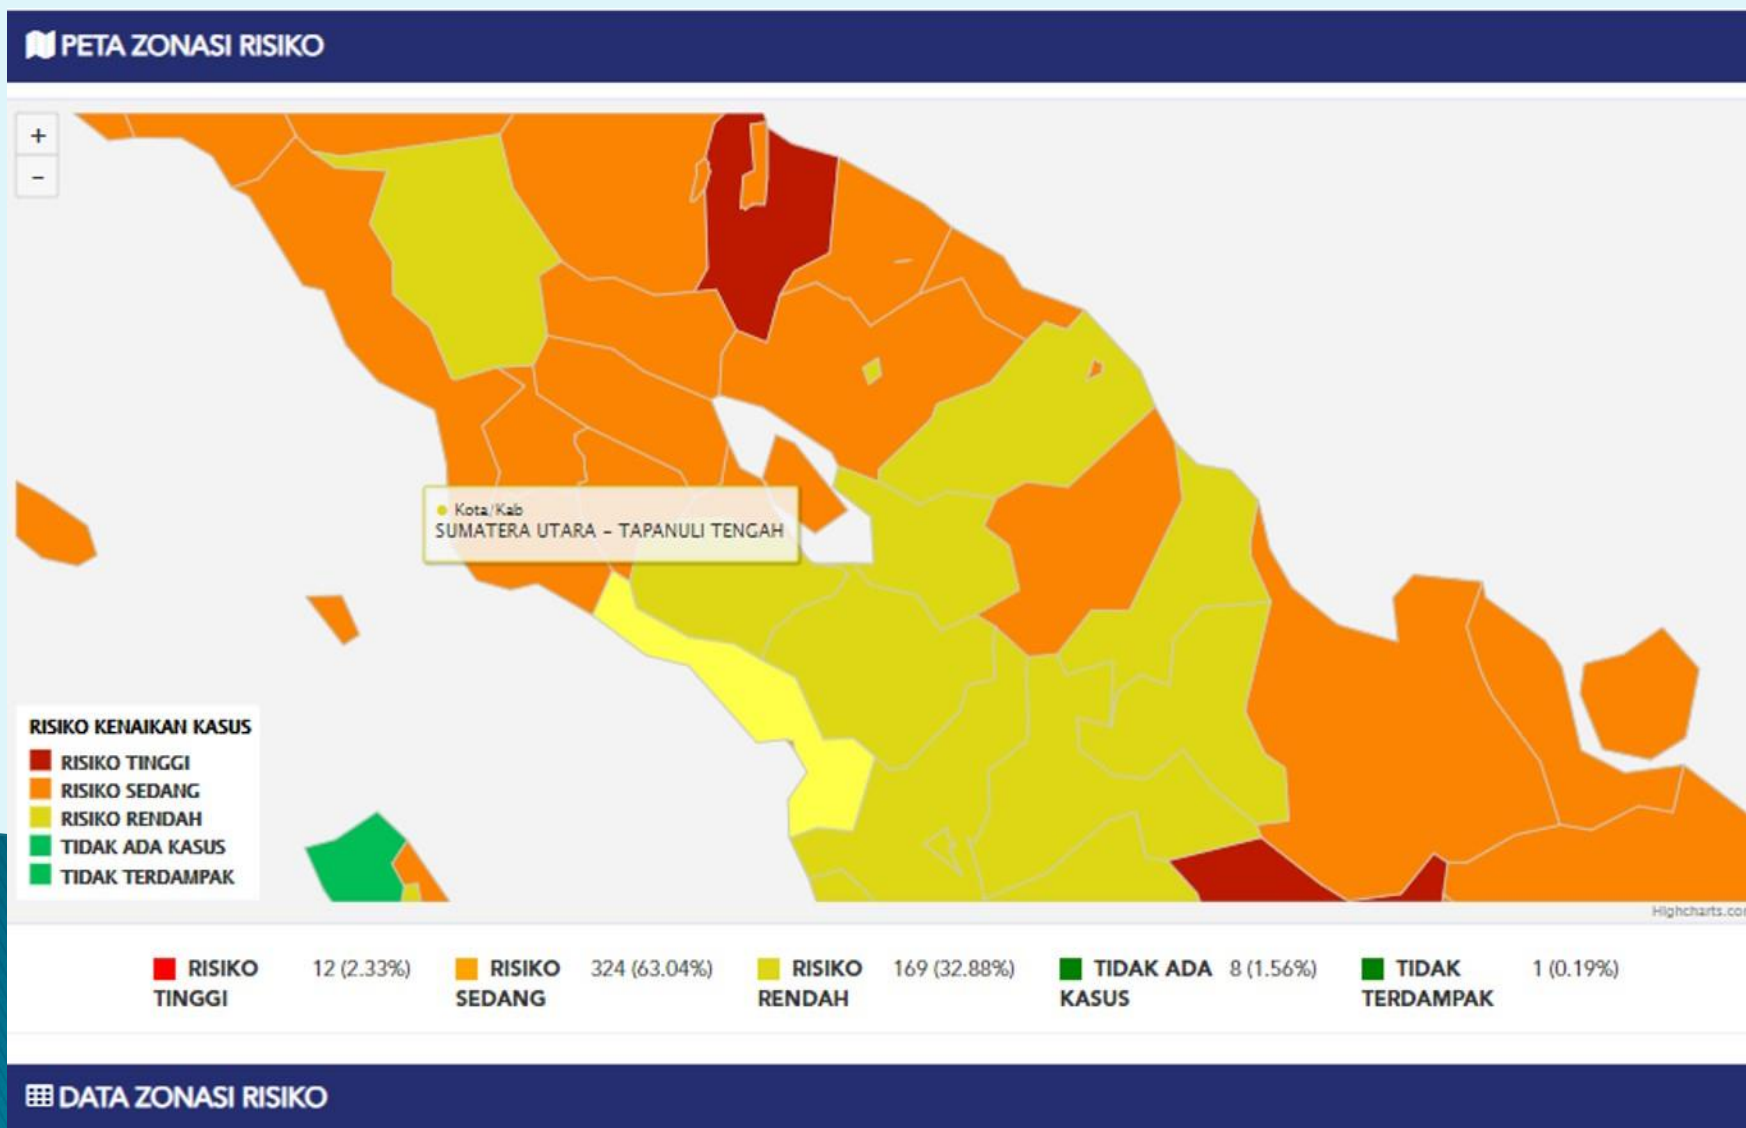 PETA ZONASI RISIKO
+
−
Kota/Kab
SUMATERA UTARA – TAPANULI TENGAH
RISIKO KENAIKAN KASUS
RISIKO TINGGI
RISIKO SEDANG
RISIKO RENDAH
TIDAK ADA KASUS
TIDAK TERDAMPAK
Highcharts.co
RISIKO TINGGI 12 (2.33%)
RISIKO SEDANG 324 (63.04%)
RISIKO RENDAH 169 (32.88%)
TIDAK ADA KASUS 8 (1.56%)
TIDAK TERDAMPAK 1 (0.19%)
DATA ZONASI RISIKO